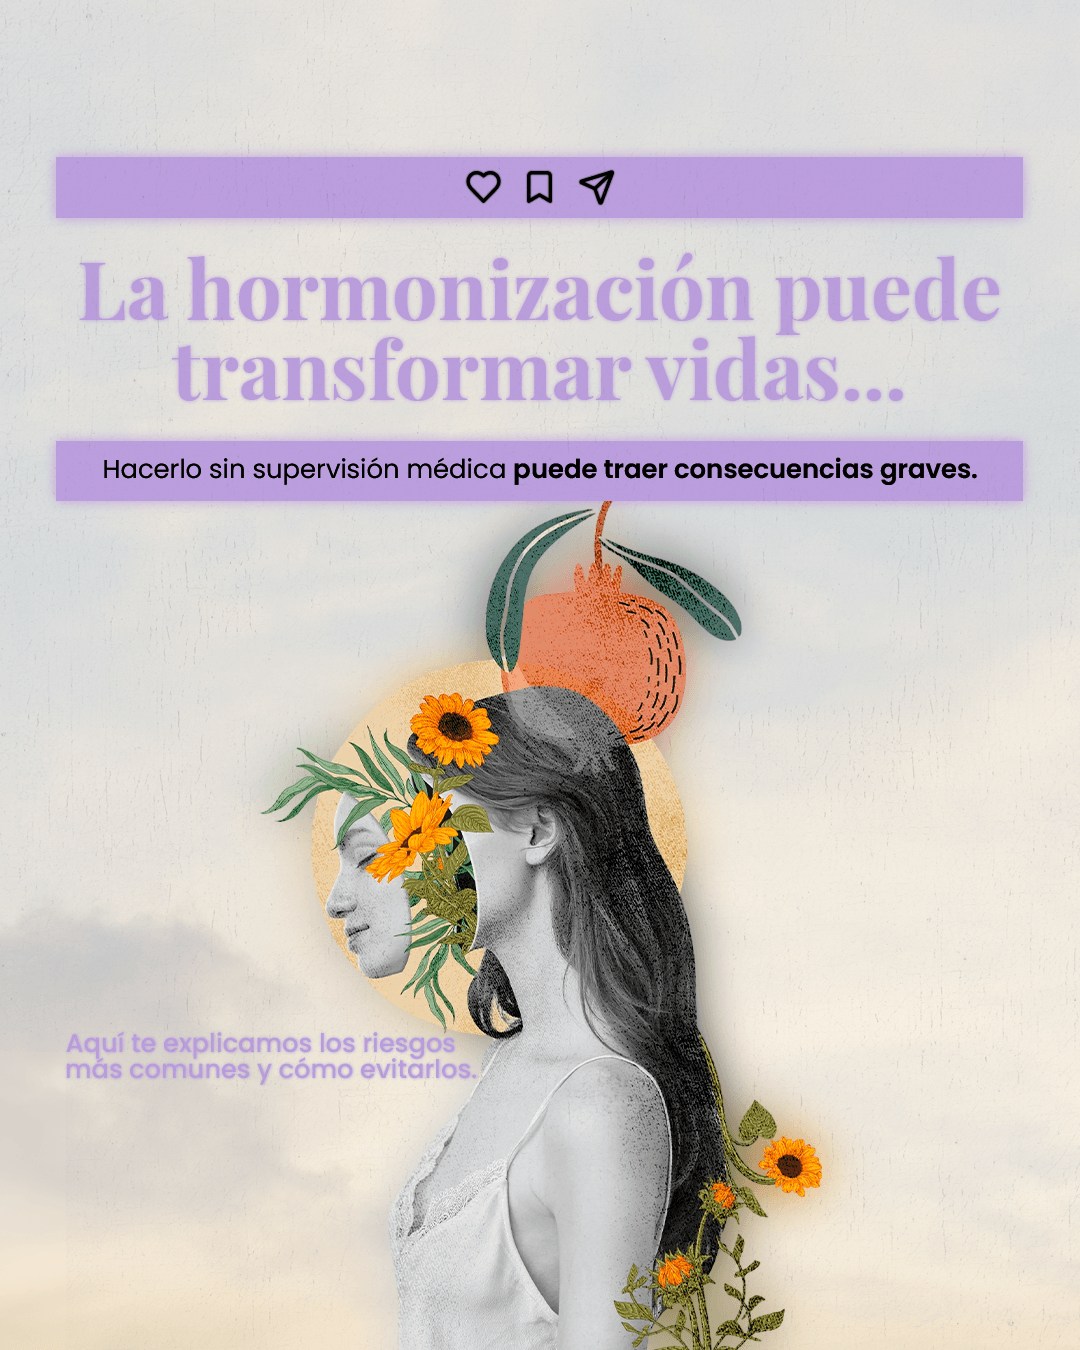 La hormonización puede
transformar vidas...
Hacerlo sin supervisión médica puede traer consecuencias graves.
Aquí te explicamos los riesgos
más comunes y cómo evitarlos.